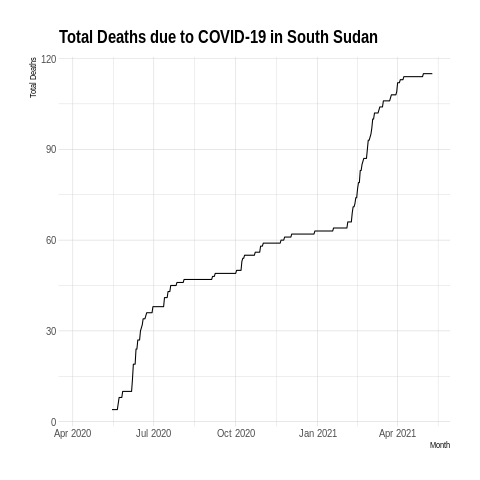 Total Deaths due to COVID-19 in South Sudan
Total Deaths
120
90
60
30
0
Apr 2020
Jul 2020
Oct 2020
Jan 2021
Apr 2021
Month